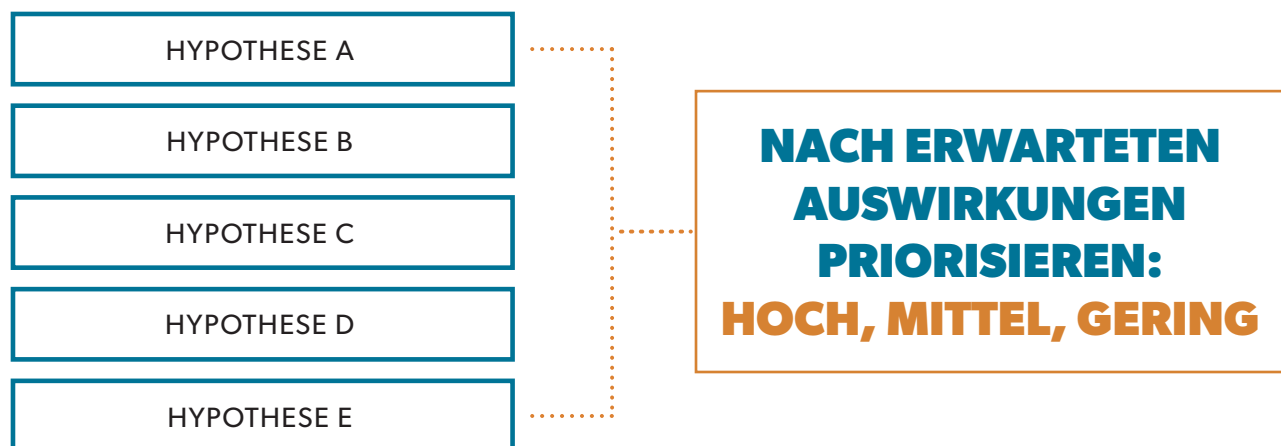 HYPOTHESE A
HYPOTHESE B
HYPOTHESE C
HYPOTHESE D
HYPOTHESE E
NACH ERWARTETEN
AUSWIRKUNGEN
PRIORISIEREN:
HOCH, MITTEL, GERING